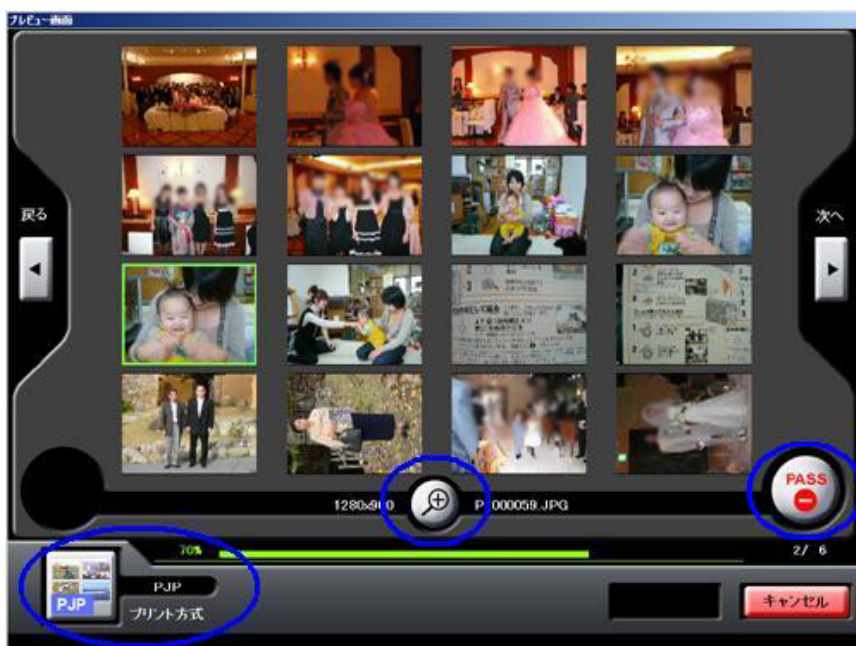 プレビュー画面
戻る
次へ
1280x960
P1000059.JPG
PASS
70%
2/ 6
PJP
PJP
プリント方式
キャンセル